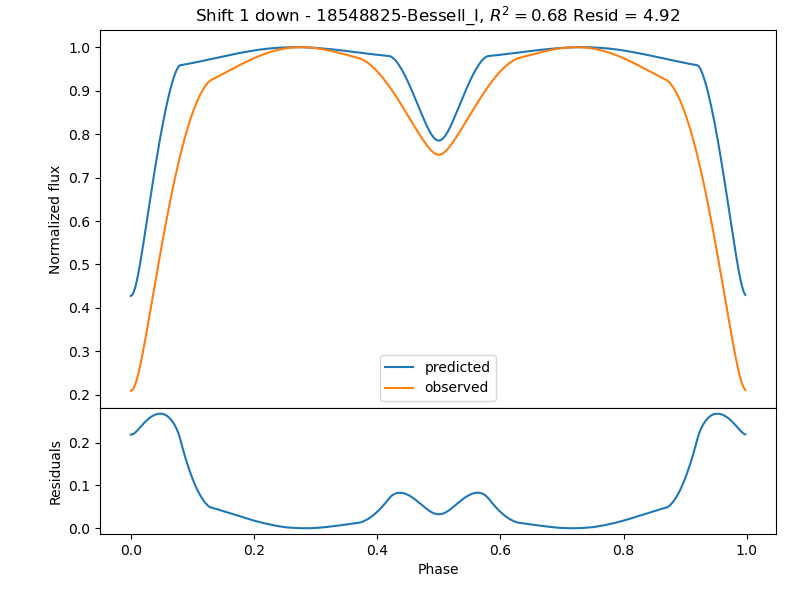 Shift 1 down - 18548825-Bessell_I, R² = 0.68 Resid = 4.92
1.0
0.9
0.8
0.7
0.6
0.5
0.4
0.3
0.2
Normalized flux
predicted
observed
0.2
0.1
0.0
Residuals
0.0 0.2 0.4 0.6 0.8 1.0
Phase